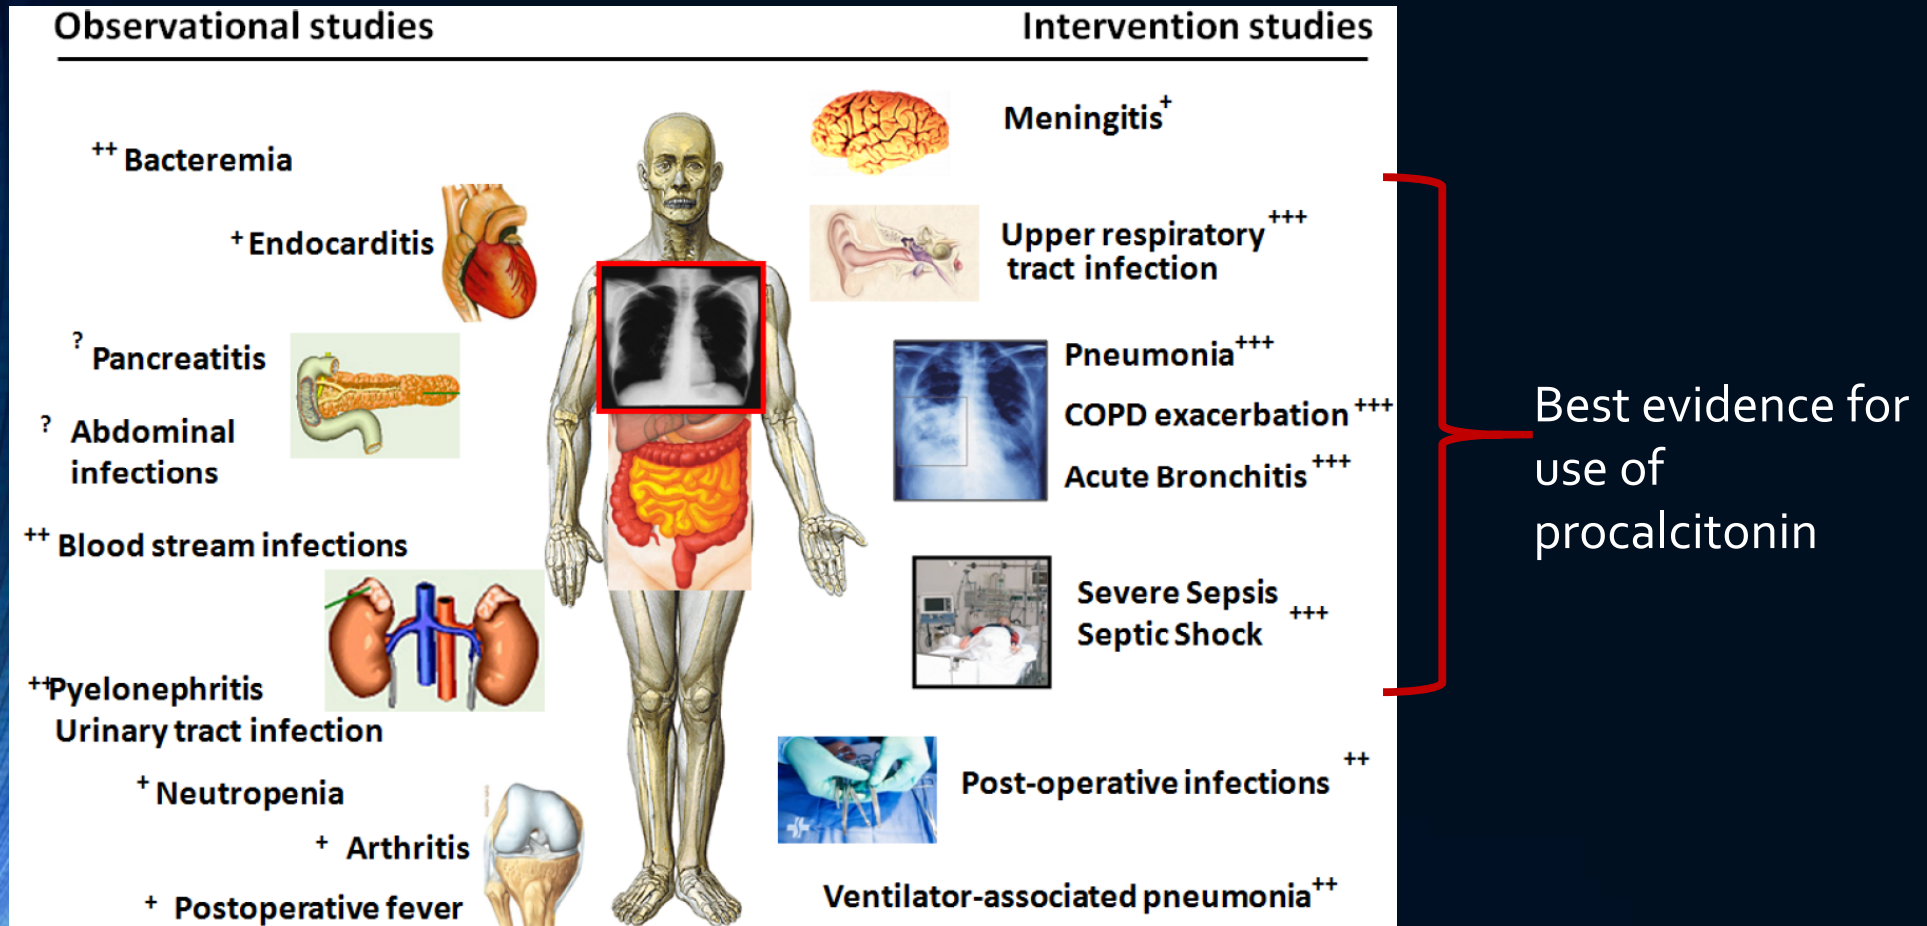 Observational studies
Intervention studies
++ Bacteremia
+ Endocarditis
? Pancreatitis
? Abdominal
infections
++ Blood stream infections
++Pyelonephritis
Urinary tract infection
+ Neutropenia
+ Arthritis
+ Postoperative fever
Meningitis+
Upper respiratory+++
tract infection
Pneumonia+++
COPD exacerbation+++
Acute Bronchitis+++
Severe Sepsis
Septic Shock +++
Post-operative infections ++
Ventilator-associated pneumonia++
Best evidence for
use of
procalcitonin